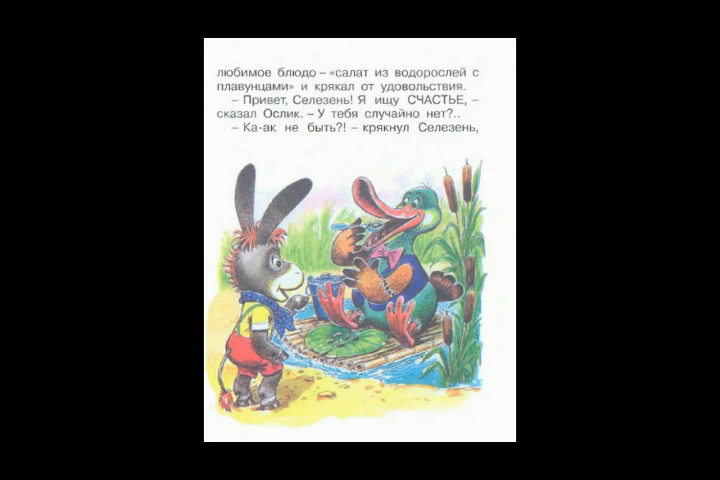 любимое блюдо – «салат из водорослей с
плавунцами» и крякал от удовольствия.
– Привет, Селезень! Я ищу СЧАСТЬЕ, –
сказал Ослик. – У тебя случайно нет?..
– Ка-ак не быть?! – крякнул Селезень,